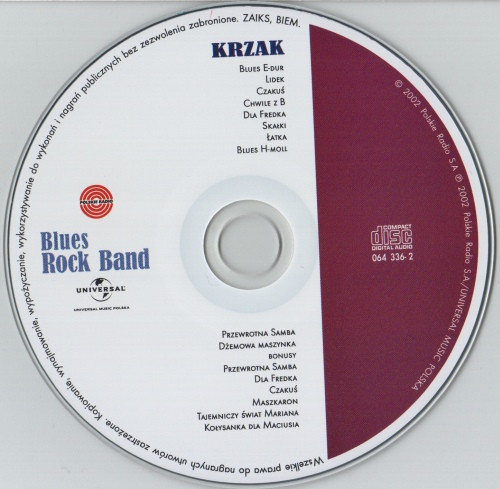 KRZAK
BLUES E-DUR
LIDEK
CZAKUŚ
CHWILE Z B
DLA FREDKA
SKAŁKI
ŁATKA
BLUES H-MOLL
POLSKIE RADIO
Blues
Rock Band
UNIVERSAL
UNIVERSAL MUSIC POLSKA
COMPACT
disc
DIGITAL AUDIO
064 336-2
PRZEWROTNA SAMBA
DŻEMOWA MASZYNKA
BONUSY
PRZEWROTNA SAMBA
DLA FREDKA
CZAKUŚ
MASZKARON
TAJEMNICZY ŚWIAT MARIANA
KOŁYSANKA DLA MACIUSIA
© 2002 Polskie Radio S.A. ℗ 2002 Polskie Radio S.A/UNIVERSAL MUSIC POLSKA
Wszelkie prawa do nagranych utworów zastrzeżone. Kopiowanie, wynajmowanie, wypożyczanie, wykorzystywanie do wykonań i nagrań publicznych bez zezwolenia zabronione. ZAIKS, BIEM.